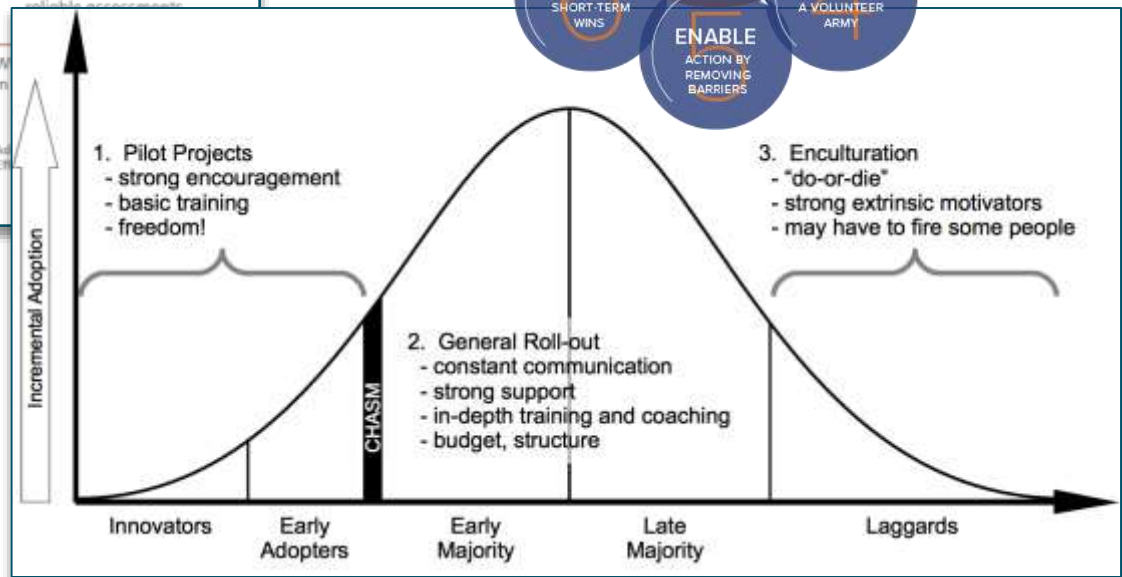 reliable assessments
SHORT-TERM
WINS
A VOLUNTEER
ARMY
5
ENABLE
ACTION BY
REMOVING
BARRIERS
1. Pilot Projects
- strong encouragement
- basic training
- freedom!
3. Enculturation
- "do-or-die"
- strong extrinsic motivators
- may have to fire some people
2. General Roll-out
- constant communication
- strong support
- in-depth training and coaching
- budget, structure
CHASM
Incremental Adoption
Innovators
Early
Adopters
Early
Majority
Late
Majority
Laggards